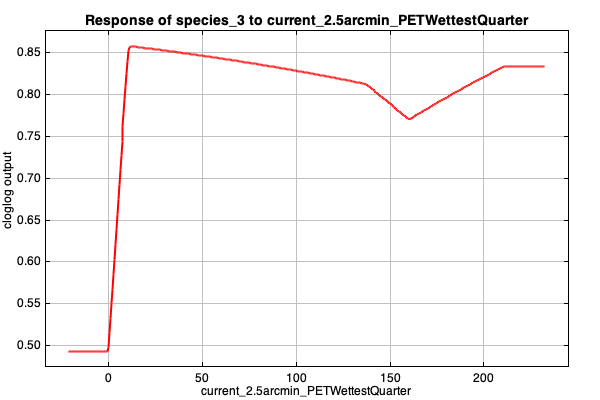 Response of species_3 to current_2.5arcmin_PETWettestQuarter
cloglog output
0.85
0.80
0.75
0.70
0.65
0.60
0.55
0.50
0 50 100 150 200
current_2.5arcmin_PETWettestQuarter